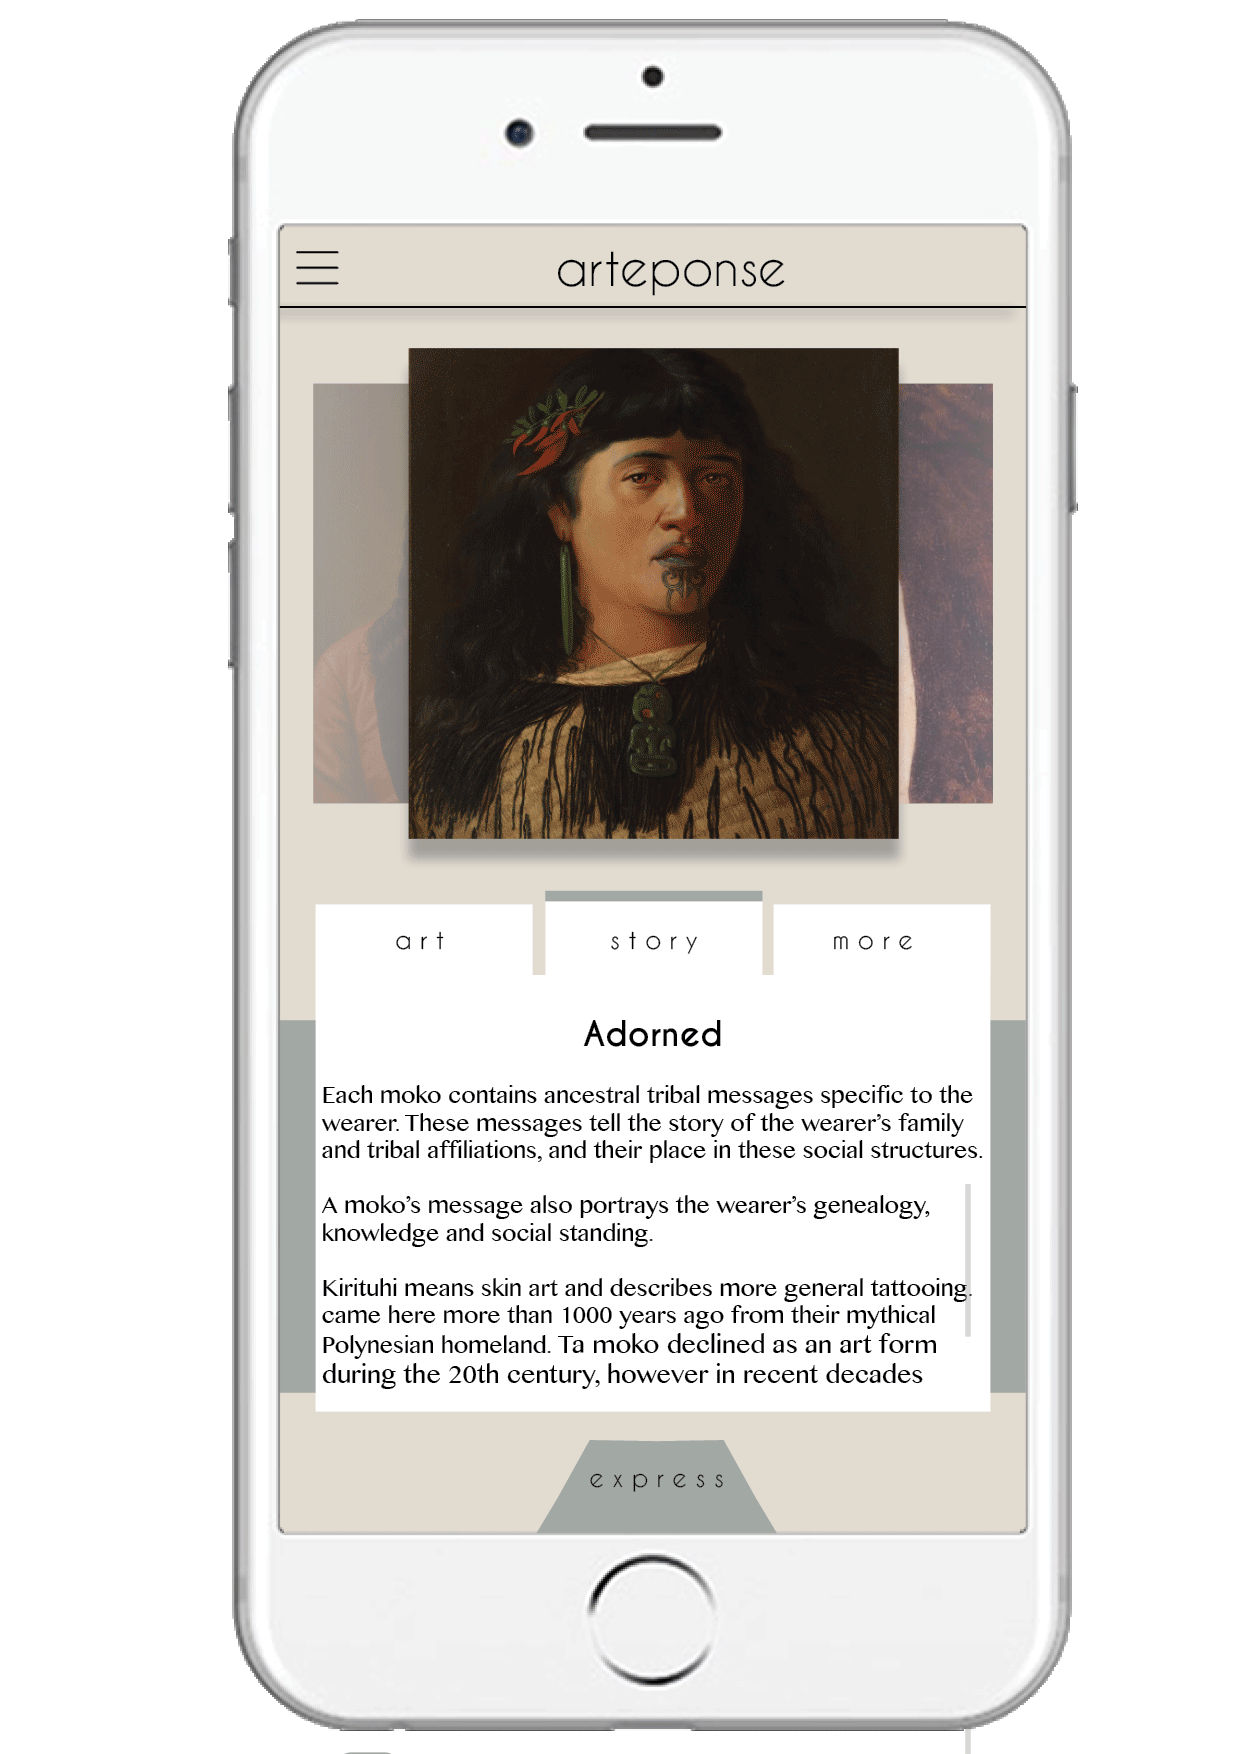 arteponse
art
story
more
Adorned
Each moko contains ancestral tribal messages specific to the
wearer. These messages tell the story of the wearer's family
and tribal affiliations, and their place in these social structures.
A moko's message also portrays the wearer's genealogy,
knowledge and social standing.
Kirituhi means skin art and describes more general tattooing.
came here more than 1000 years ago from their mythical
Polynesian homeland. Ta moko declined as an art form
during the 20th century, however in recent decades
express